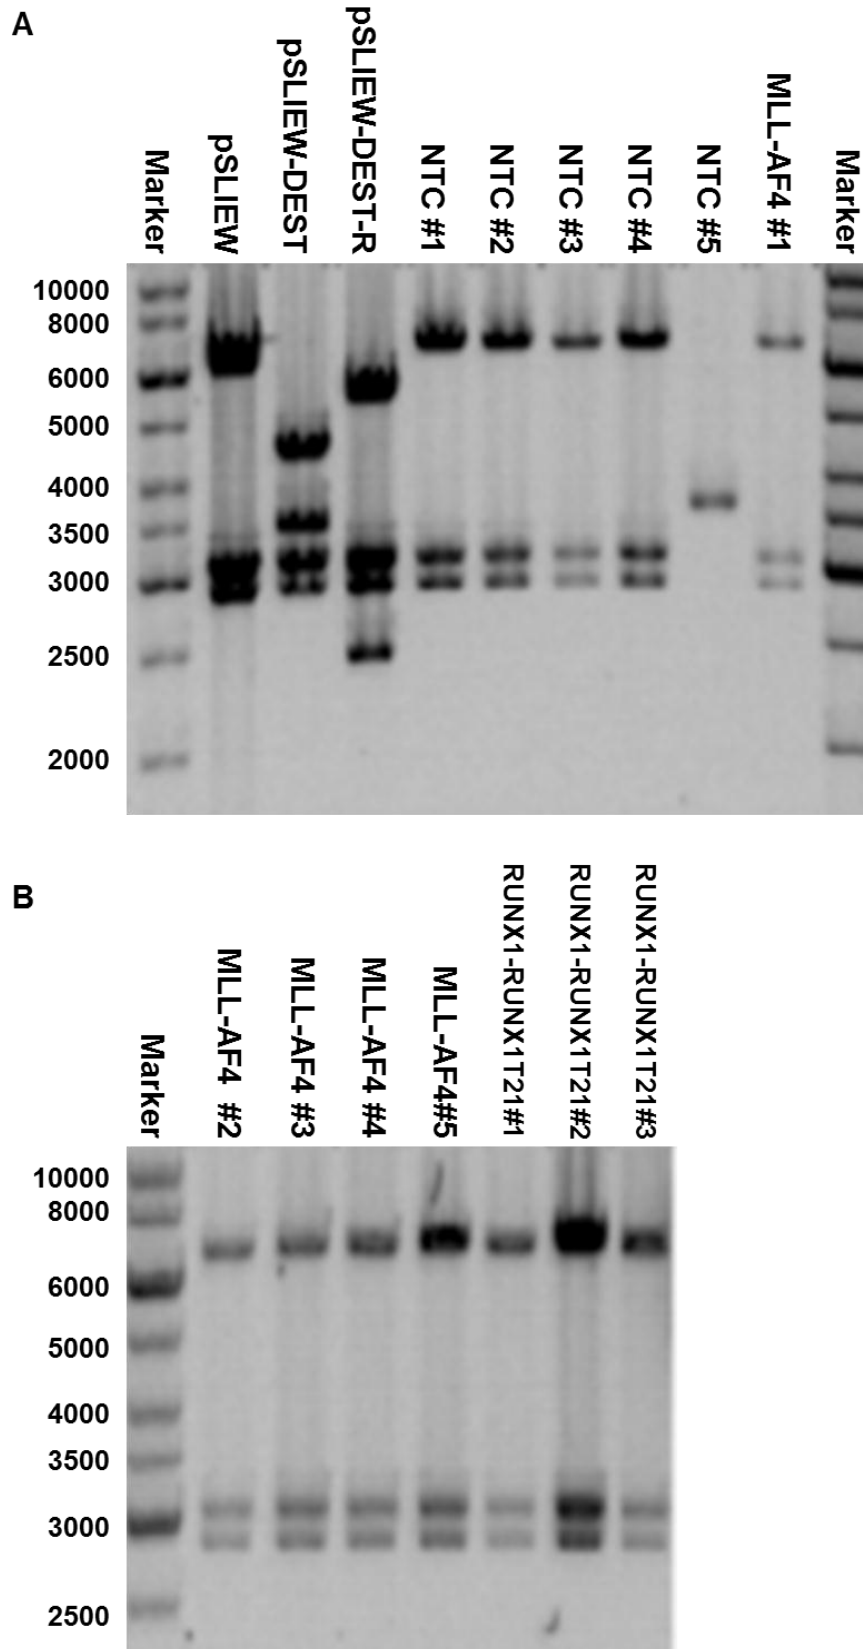 A
Marker
pSLIEW
pSLIEW-DEST
pSLIEW-DEST-R
NTC #1
NTC #2
NTC #3
NTC #4
NTC #5
MLL-AF4 #1
Marker
10000
8000
6000
5000
4000
3500
3000
2500
2000
B
Marker
MLL-AF4 #2
MLL-AF4 #3
MLL-AF4 #4
MLL-AF4#5
RUNX1-RUNX1T21#1
RUNX1-RUNX1T21#2
RUNX1-RUNX1T21#3
10000
8000
6000
5000
4000
3500
3000
2500